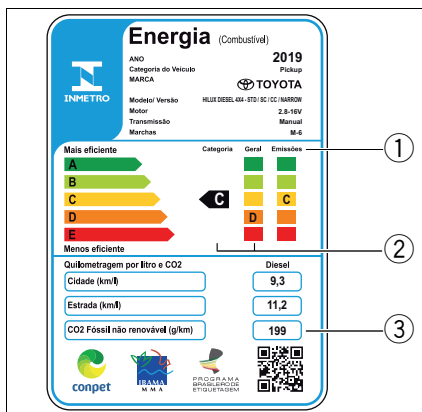 Energia (Combustível)
ANO 2019
Categoria do Veículo Pickup
MARCA TOYOTA
INMETRO
Modelo/ Versão HILUX DIESEL 4X4 - STD / SC / CC / NARROW
Motor 2.8-16V
Transmissão Manual
Marchas M-6
Mais eficiente Categoria Geral Emissões 1
A
B
C C C
D D
E
Menos eficiente 2
Quilometragem por litro e CO2 Diesel
Cidade (km/l) 9,3
Estrada (km/l) 11,2
CO2 Fóssil não renovável (g/km) 199 3
conpet
IBAMA
M M A
PROGRAMA
BRASILEIRO DE
ETIQUETAGEM